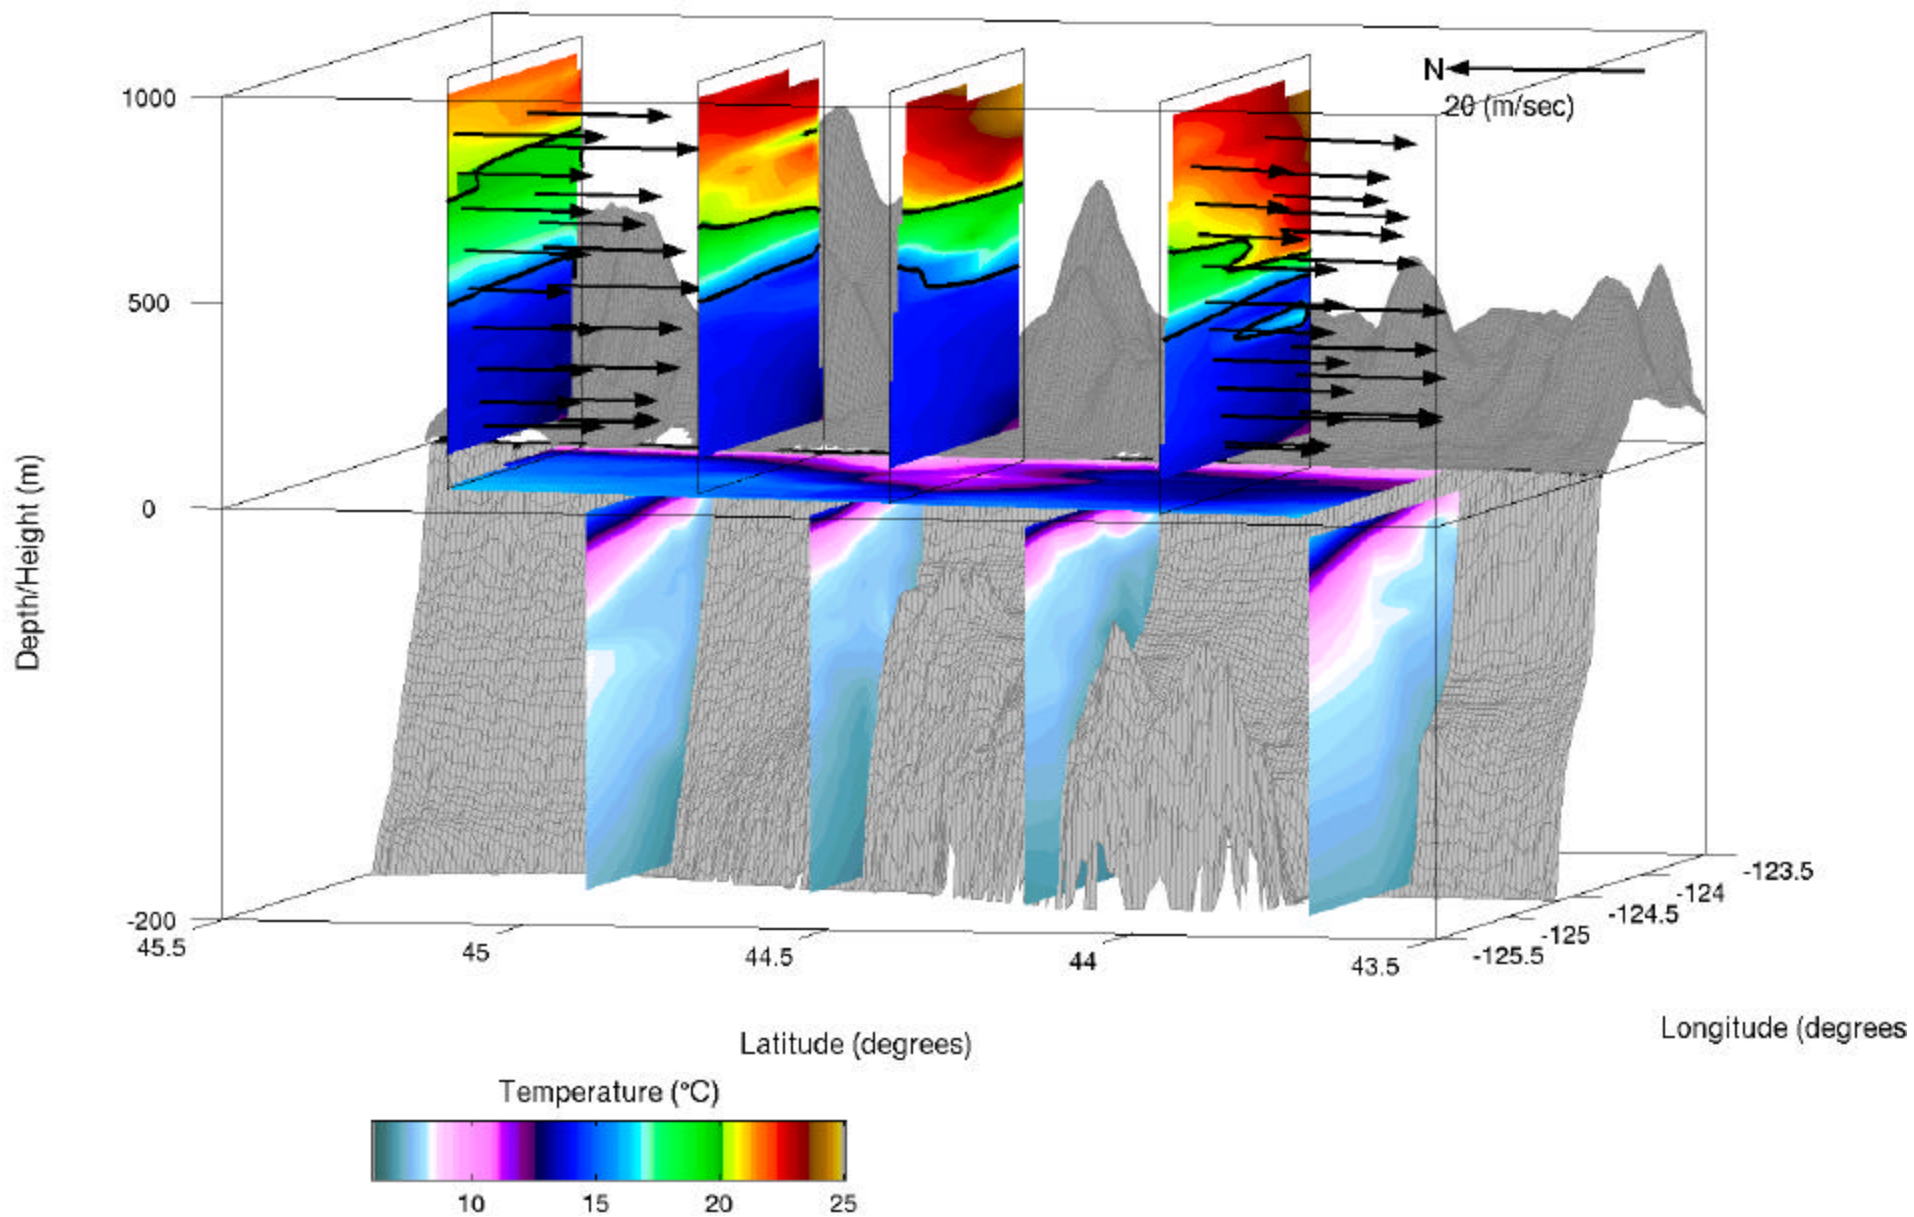 N
20 (m/sec)
1000
500
0
-200
Depth/Height (m)
45.5
45
44.5
44
43.5
-125.5
-125
-124.5
-124
-123.5
Latitude (degrees)
Longitude (degrees
Temperature (°C)
10 15 20 25